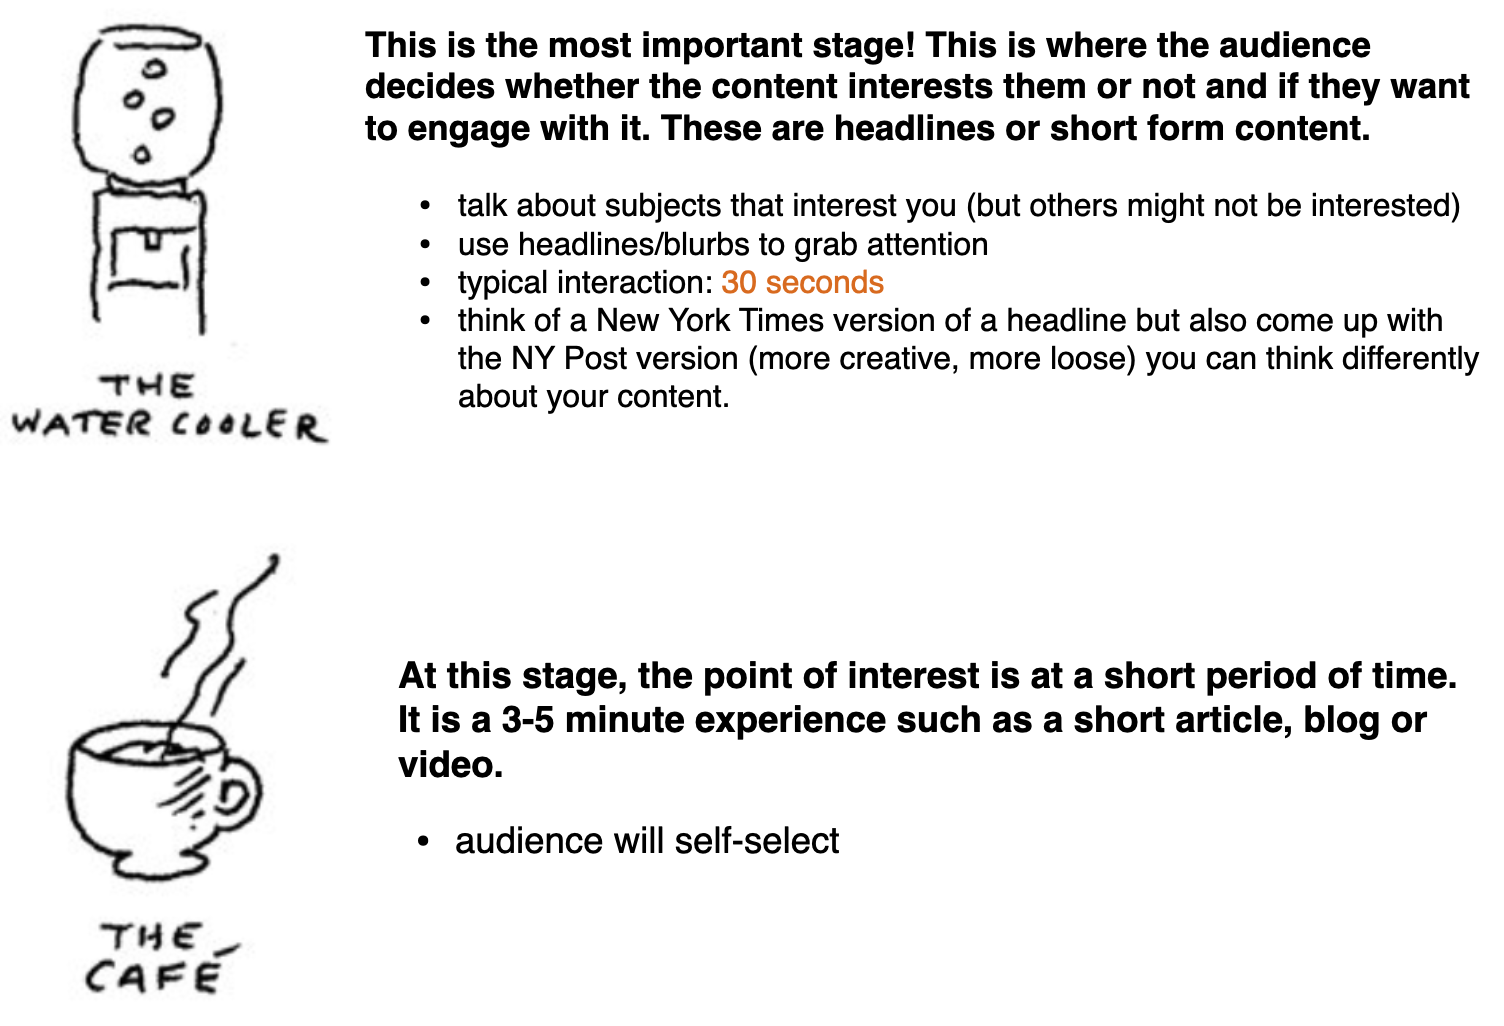 This is the most important stage! This is where the audience
decides whether the content interests them or not and if they want
to engage with it. These are headlines or short form content.
• talk about subjects that interest you (but others might not be interested)
• use headlines/blurbs to grab attention
• typical interaction: 30 seconds
• think of a New York Times version of a headline but also come up with
the NY Post version (more creative, more loose) you can think differently
about your content.
THE
WATER COOLER
At this stage, the point of interest is at a short period of time.
It is a 3-5 minute experience such as a short article, blog or
video.
• audience will self-select
THE
CAFÉ